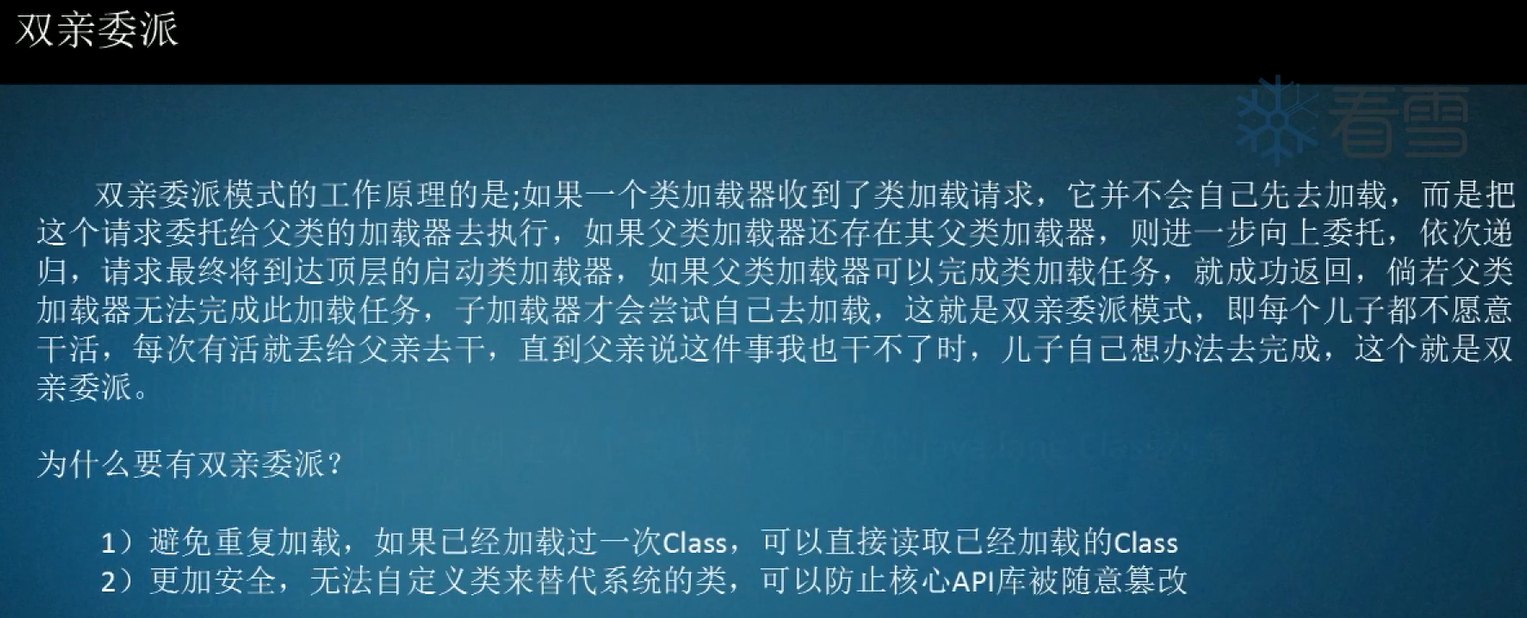 双亲委派
看雪
双亲委派模式的工作原理的是;如果一个类加载器收到了类加载请求，它并不会自己先去加载，而是把
这个请求委托给父类的加载器去执行，如果父类加载器还存在其父类加载器，则进一步向上委托，依次递
归，请求最终将到达顶层的启动类加载器，如果父类加载器可以完成类加载任务，就成功返回，倘若父类
加载器无法完成此加载任务，子加载器才会尝试自己去加载，这就是双亲委派模式，即每个儿子都不愿意
干活，每次有活就丢给父亲去干，直到父亲说这件事我也干不了时，儿子自己想办法去完成，这个就是双
亲委派。
为什么要有双亲委派？
1）避免重复加载，如果已经加载过一次Class，可以直接读取已经加载的Class
2）更加安全，无法自定义类来替代系统的类，可以防止核心API库被随意篡改